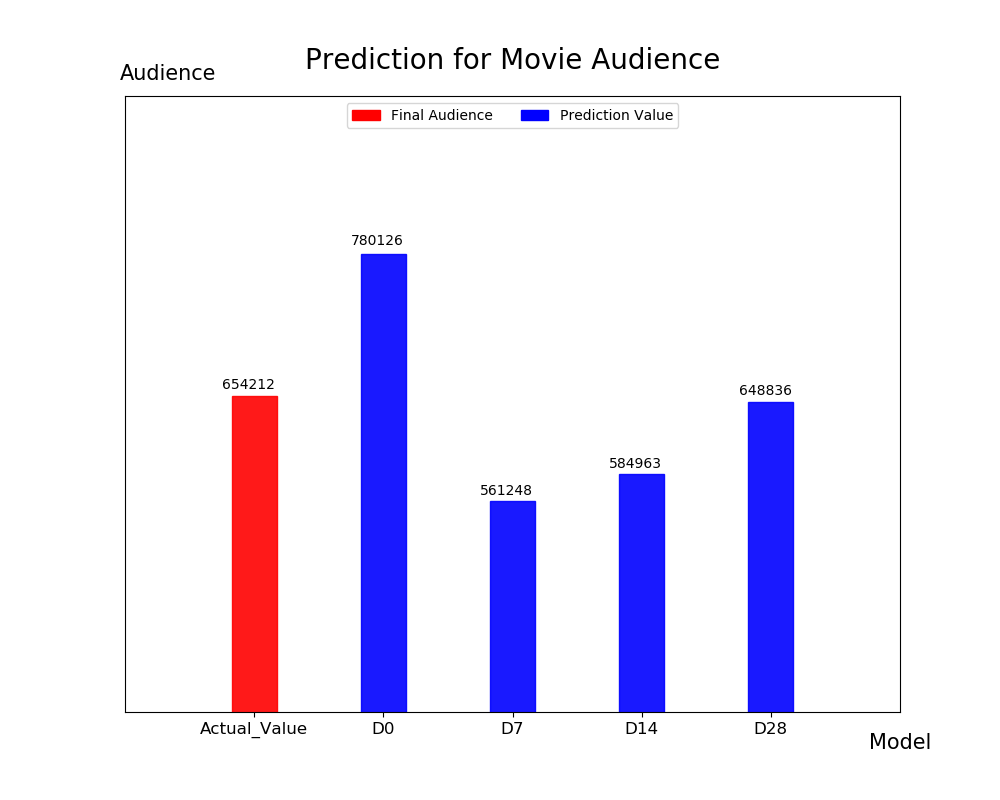 Prediction for Movie Audience
Audience
Final Audience Prediction Value
780126
654212
648836
584963
561248
Actual_Value D0 D7 D14 D28
Model